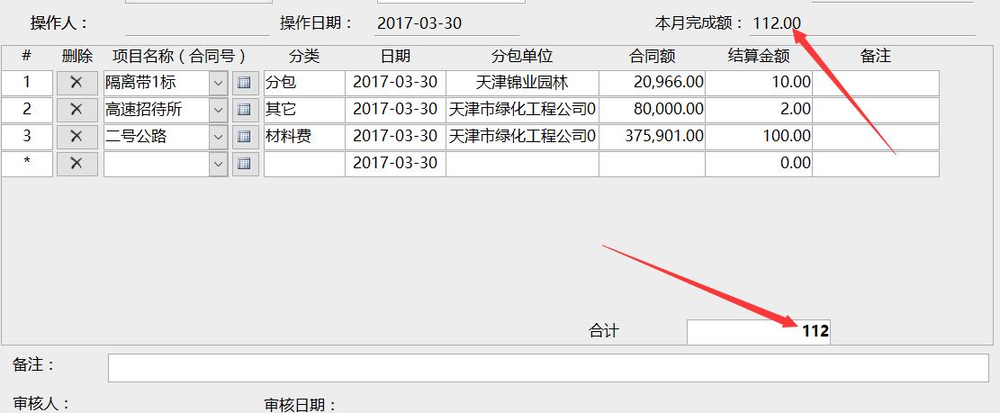 操作人： 操作日期： 2017-03-30 本月完成额： 112.00
# 删除 项目名称（合同号） 分类 日期 分包单位 合同额 结算金额 备注
1 隔离带1标 分包 2017-03-30 天津锦业园林 20,966.00 10.00
2 高速招待所 其它 2017-03-30 天津市绿化工程公司0 80,000.00 2.00
3 二号公路 材料费 2017-03-30 天津市绿化工程公司0 375,901.00 100.00
* 2017-03-30 0.00
合计 112
备注：
审核人： 审核日期：